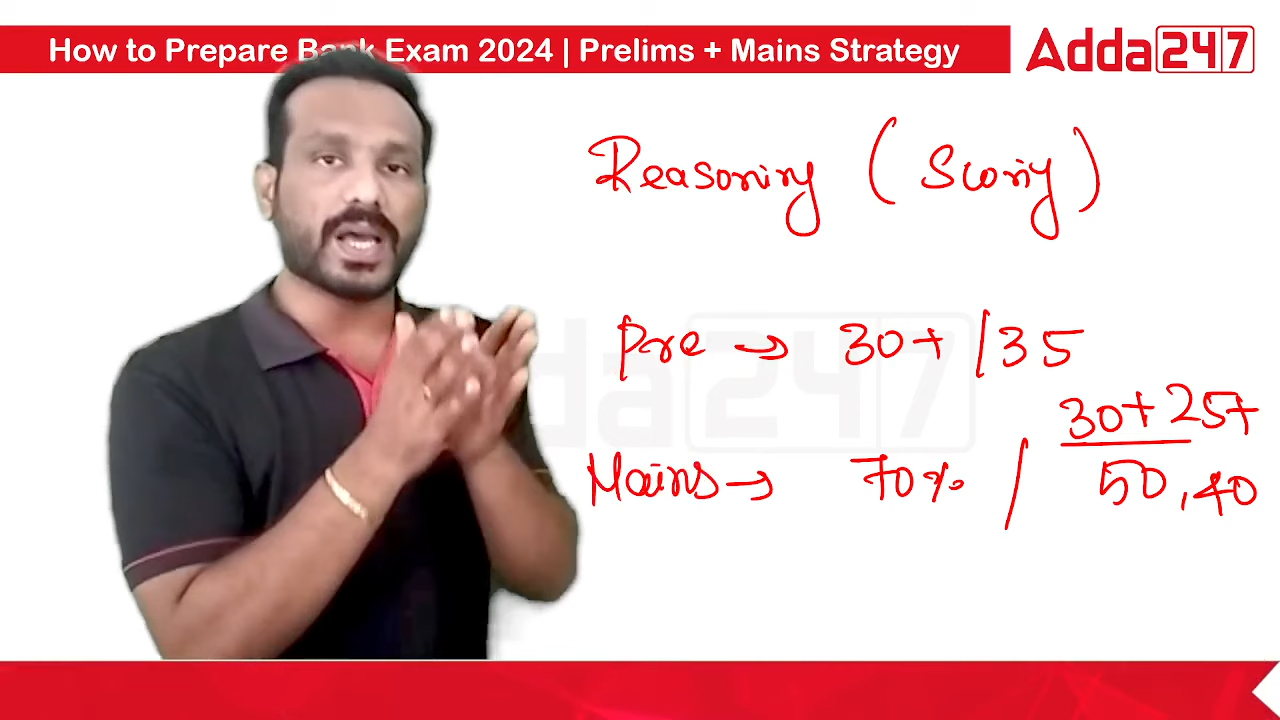 How to Prepare Bank Exam 2024 | Prelims + Mains Strategy
Adda247
Reasoning (Scoring)
Pre → 30+ /35
30+ 25+
Mains → 70% / 50, 40